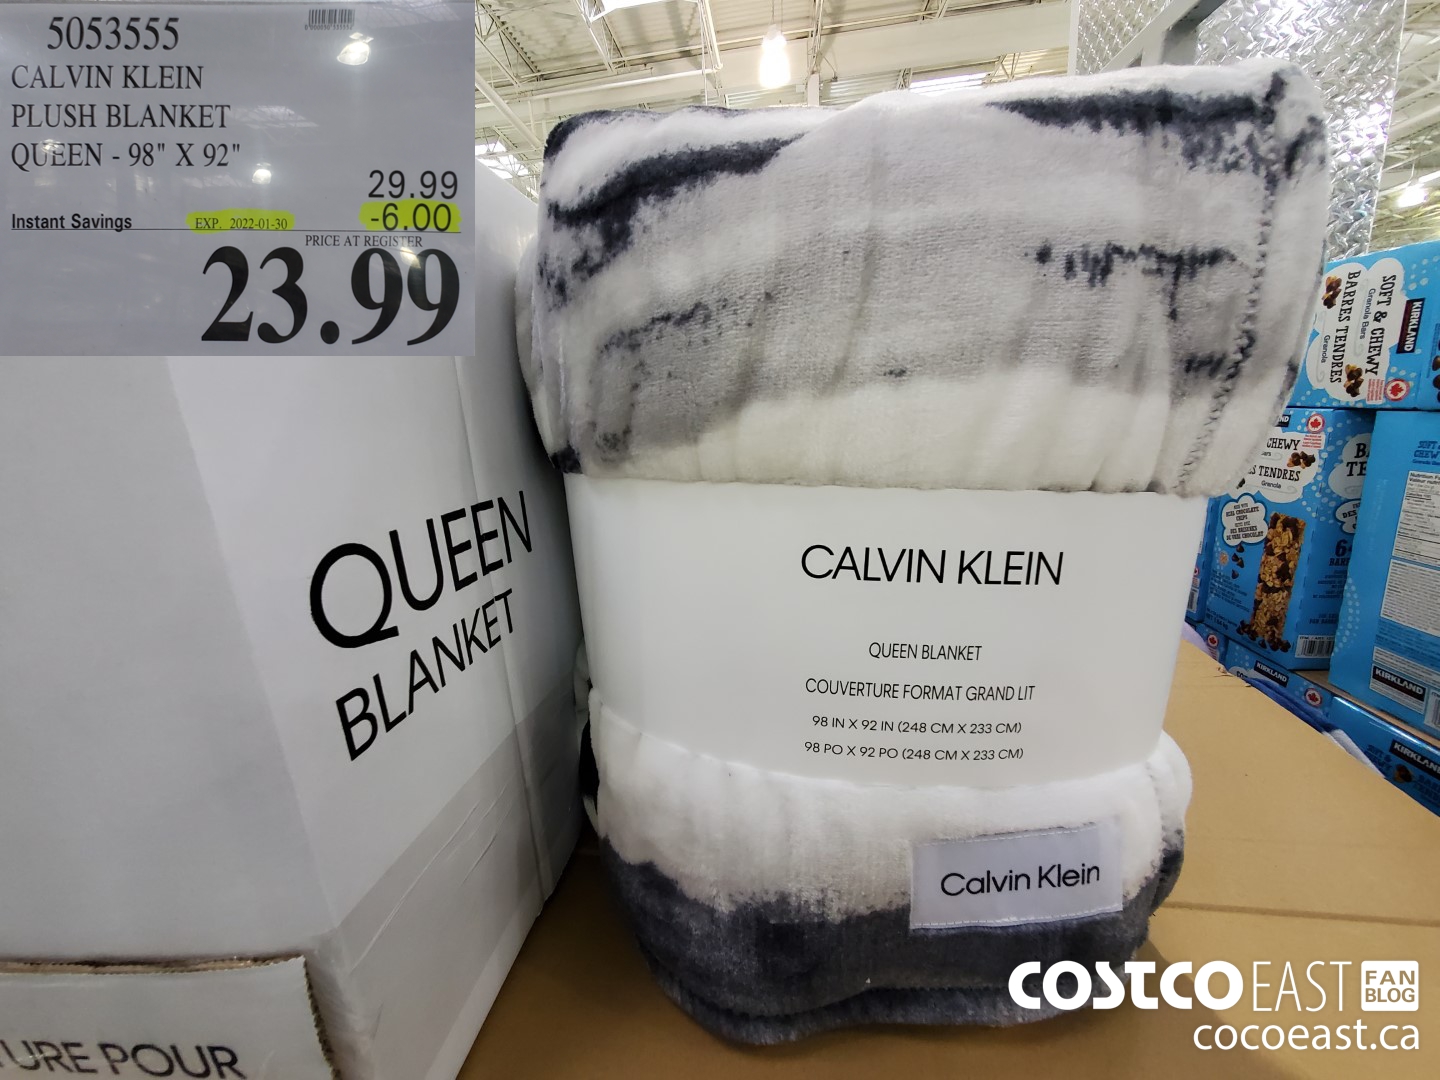 5053555
CALVIN KLEIN
PLUSH BLANKET
QUEEN - 98" X 92"
29.99
Instant Savings EXP. 2022-01-30 -6.00
PRICE AT REGISTER
23.99
QUEEN
BLANKET
CALVIN KLEIN
QUEEN BLANKET
COUVERTURE FORMAT GRAND LIT
98 IN X 92 IN (248 CM X 233 CM)
98 PO X 92 PO (248 CM X 233 CM)
Calvin Klein
URE POUR
KIRKLAND
SOFT & CHEWY
Granola Bars
BARRES TENDRES
Granola
CHEWY
TENDRES
Granola
KIRKLAND
KIRKLAND
KIRKLAND
COSTCO EAST FAN BLOG
cocoeast.ca